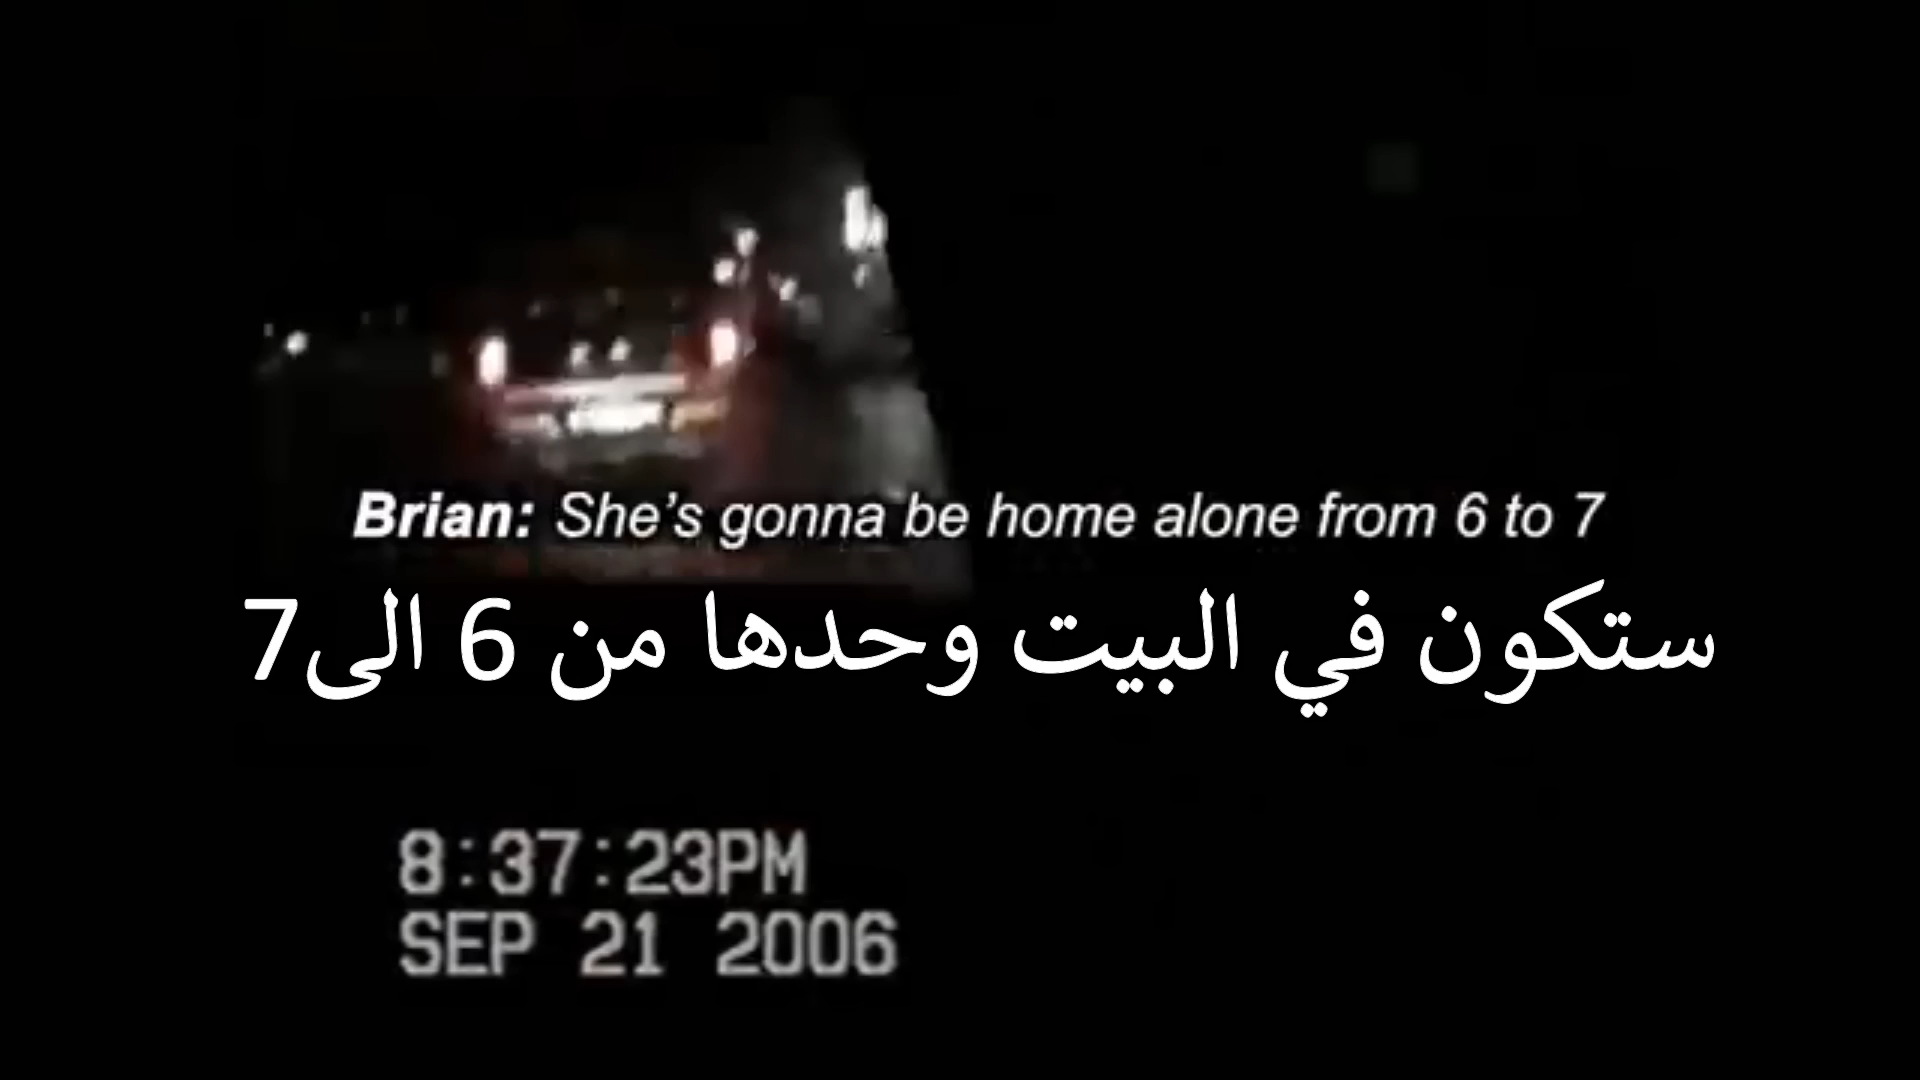 Brian: She's gonna be home alone from 6 to 7
ستكون في البيت وحدها من 6 الى7
8:37:23PM
SEP 21 2006